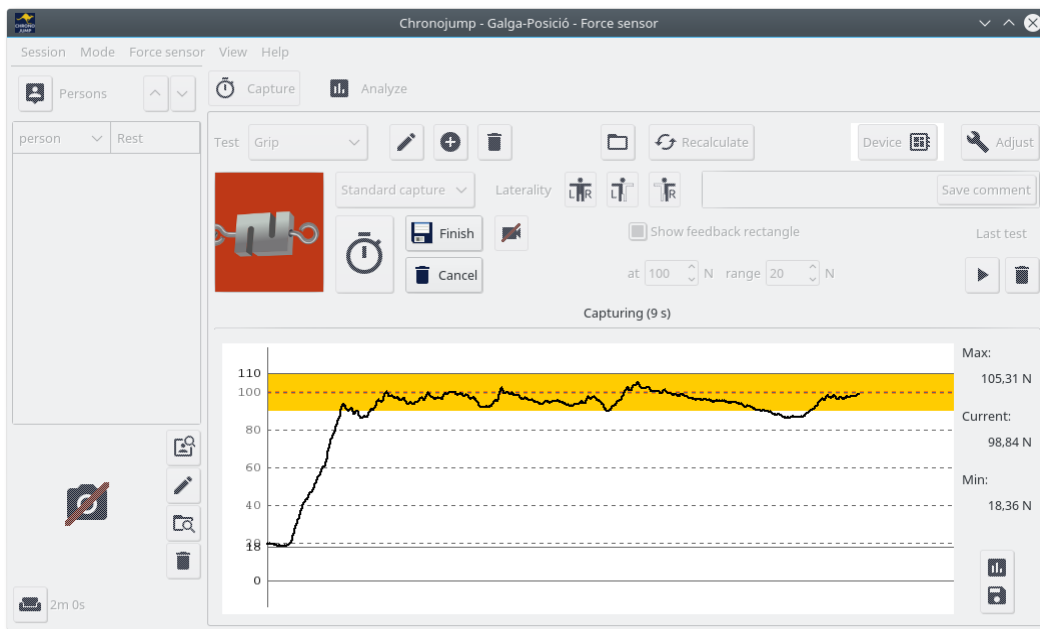 Chronojump - Galga-Posició - Force sensor
CHRONO
JUMP
Session Mode Force sensor View Help
Persons
Capture
Analyze
person Rest
Test Grip
Recalculate
Device
Adjust
Standard capture
Laterality
L R
L
R
Save comment
Finish
Show feedback rectangle
Last test
Cancel
at 100 N range 20 N
Capturing (9 s)
110
100
80
60
40
20
18
0
Max:
105,31 N
Current:
98,84 N
Min:
18,36 N
2m 0s